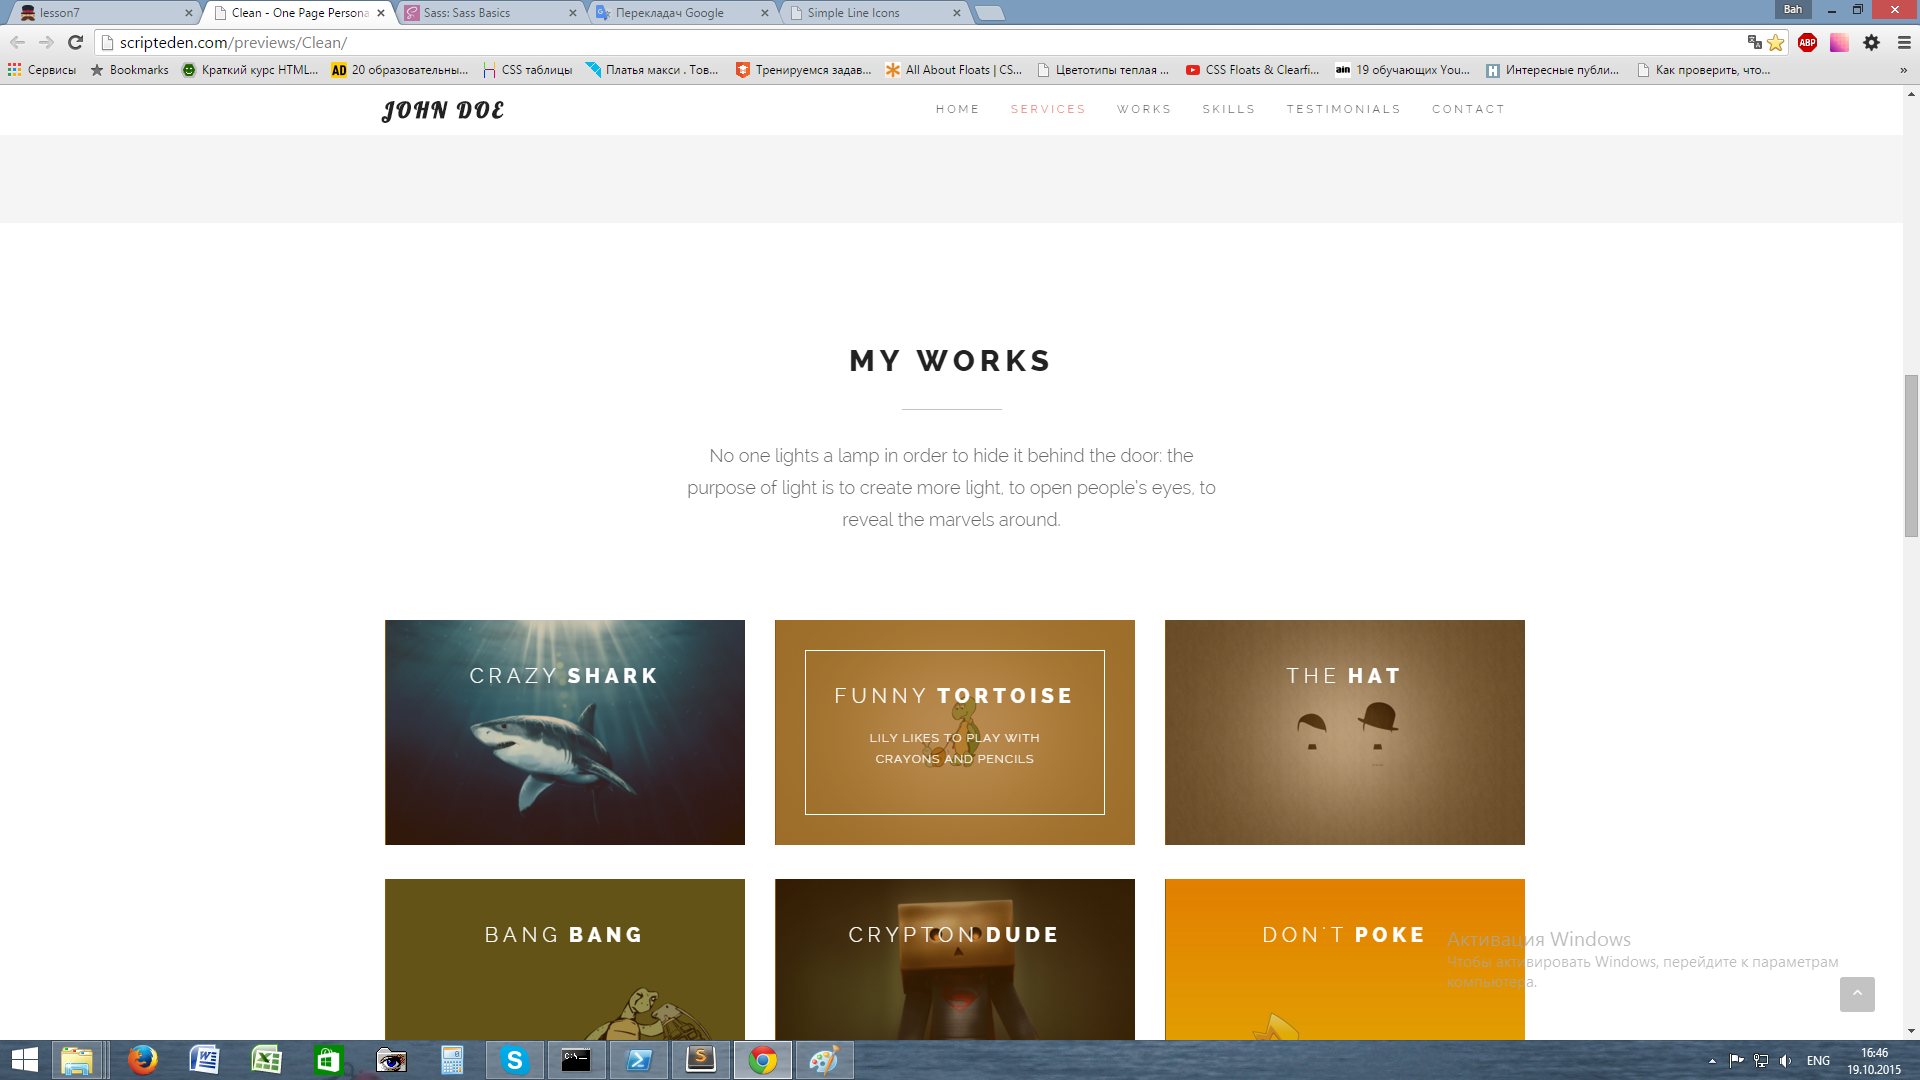 lesson7
Clean - One Page Persona
Sass: Sass Basics
Перекладач Google
Simple Line Icons
Bah
scripteden.com/previews/Clean/
ABP
Сервисы
Bookmarks
Краткий курс HTML...
AD 20 образовательны...
CSS таблицы
Платья макси . Тов...
Тренируемся задав...
All About Floats | CS...
Цветотипы теплая ...
CSS Floats & Clearfi...
ain 19 обучающих You...
H Интересные публи...
Как проверить, что...
»
JOHN DOE
HOME SERVICES WORKS SKILLS TESTIMONIALS CONTACT
MY WORKS
No one lights a lamp in order to hide it behind the door: the
purpose of light is to create more light, to open people's eyes, to
reveal the marvels around.
CRAZY SHARK
FUNNY TORTOISE
LILY LIKES TO PLAY WITH
CRAYONS AND PENCILS
THE HAT
BANG BANG
CRYPTON DUDE
DON'T POKE
Активация Windows
Чтобы активировать Windows, перейдите к параметрам
компьютера.
ENG
16:46
19.10.2015